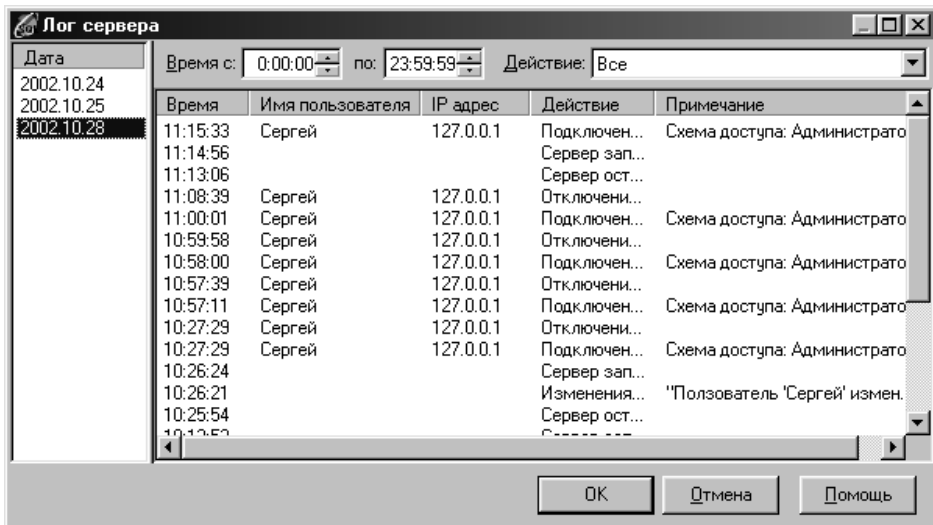 Лог сервера
Дата
2002.10.24
2002.10.25
2002.10.28
Время с: 0:00:00 по: 23:59:59 Действие: Все
Время Имя пользователя IP адрес Действие Примечание
11:15:33 Сергей 127.0.0.1 Подключен... Схема доступа: Администрато
11:14:56 Сервер зап...
11:13:06 Сервер ост...
11:08:39 Сергей 127.0.0.1 Отключени...
11:00:01 Сергей 127.0.0.1 Подключен... Схема доступа: Администрато
10:59:58 Сергей 127.0.0.1 Отключени...
10:58:00 Сергей 127.0.0.1 Подключен... Схема доступа: Администрато
10:57:39 Сергей 127.0.0.1 Отключени...
10:57:11 Сергей 127.0.0.1 Подключен... Схема доступа: Администрато
10:27:29 Сергей 127.0.0.1 Отключени...
10:27:29 Сергей 127.0.0.1 Подключен... Схема доступа: Администрато
10:26:24 Сервер зап...
10:26:21 Изменения... "Ползователь 'Сергей' измен.
10:25:54 Сервер ост...
OK Отмена Помощь